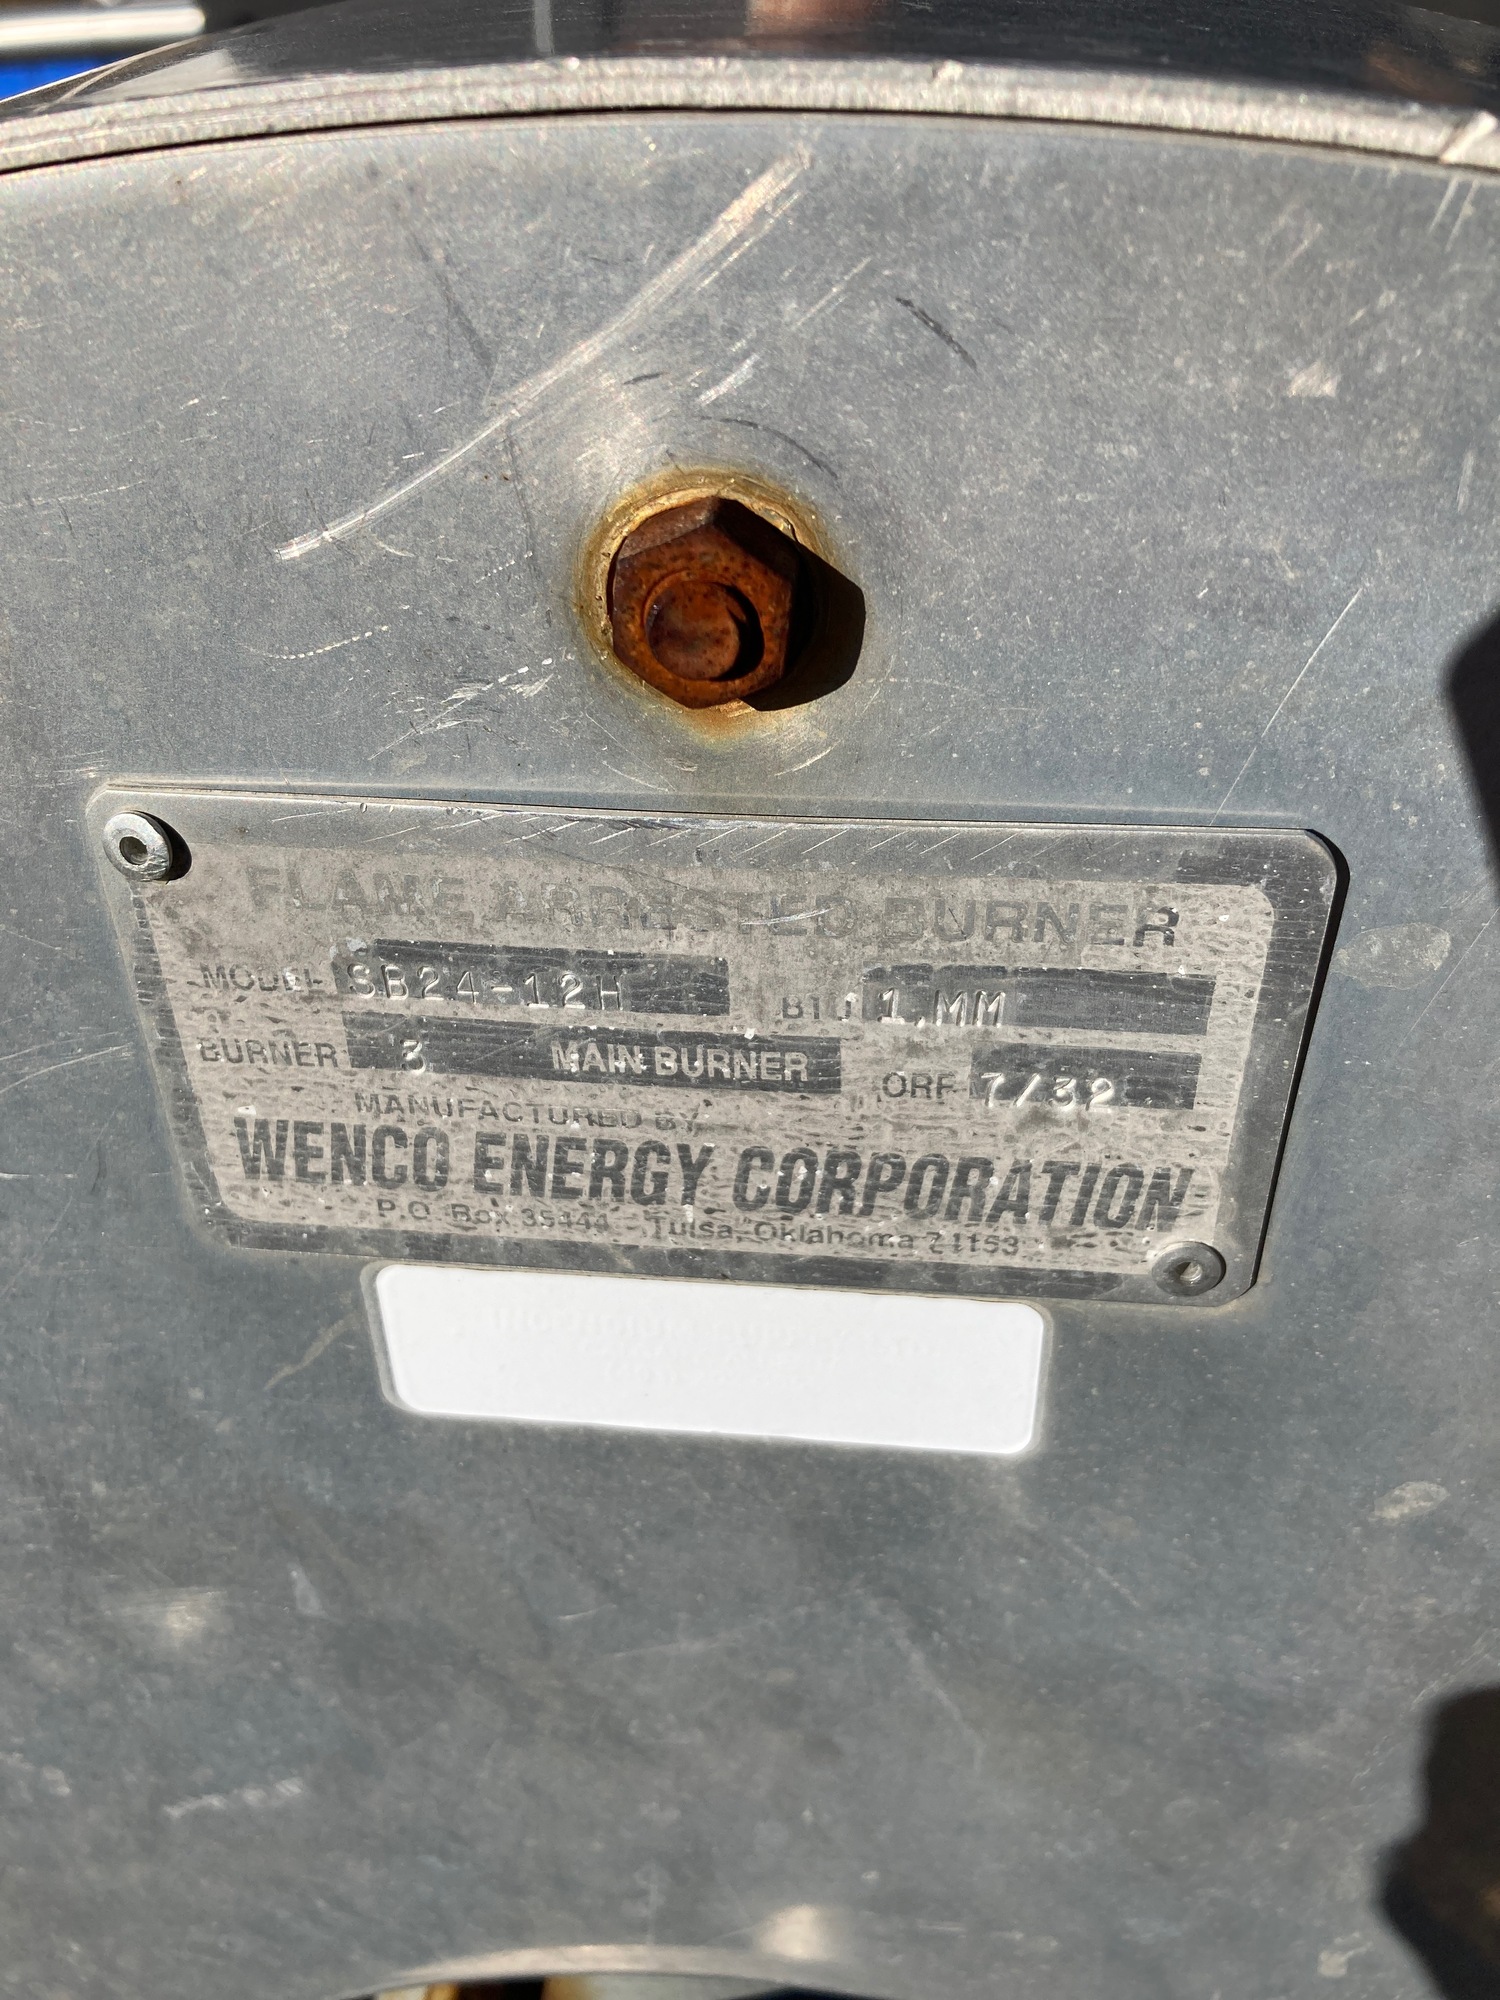 FLAME ARRESTED BURNER
MODEL SB24-12H BTU 1.MM
BURNER 3 MAIN BURNER ORF 7/32
MANUFACTURED BY
WENCO ENERGY CORPORATION
P.O. Box 35444 Tulsa, Oklahoma 74153